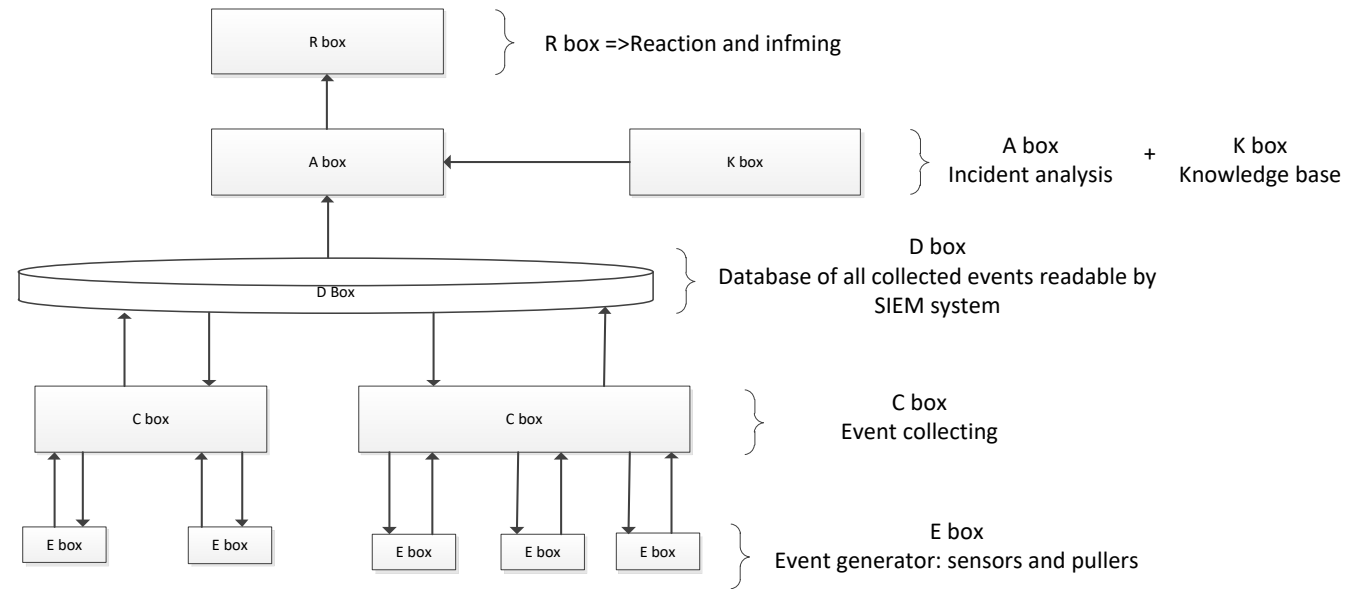 R box
R box =>Reaction and infming
A box
K box
A box
Incident analysis
+
K box
Knowledge base
D Box
D box
Database of all collected events readable by
SIEM system
C box
C box
C box
Event collecting
E box
E box
E box
E box
E box
E box
Event generator: sensors and pullers